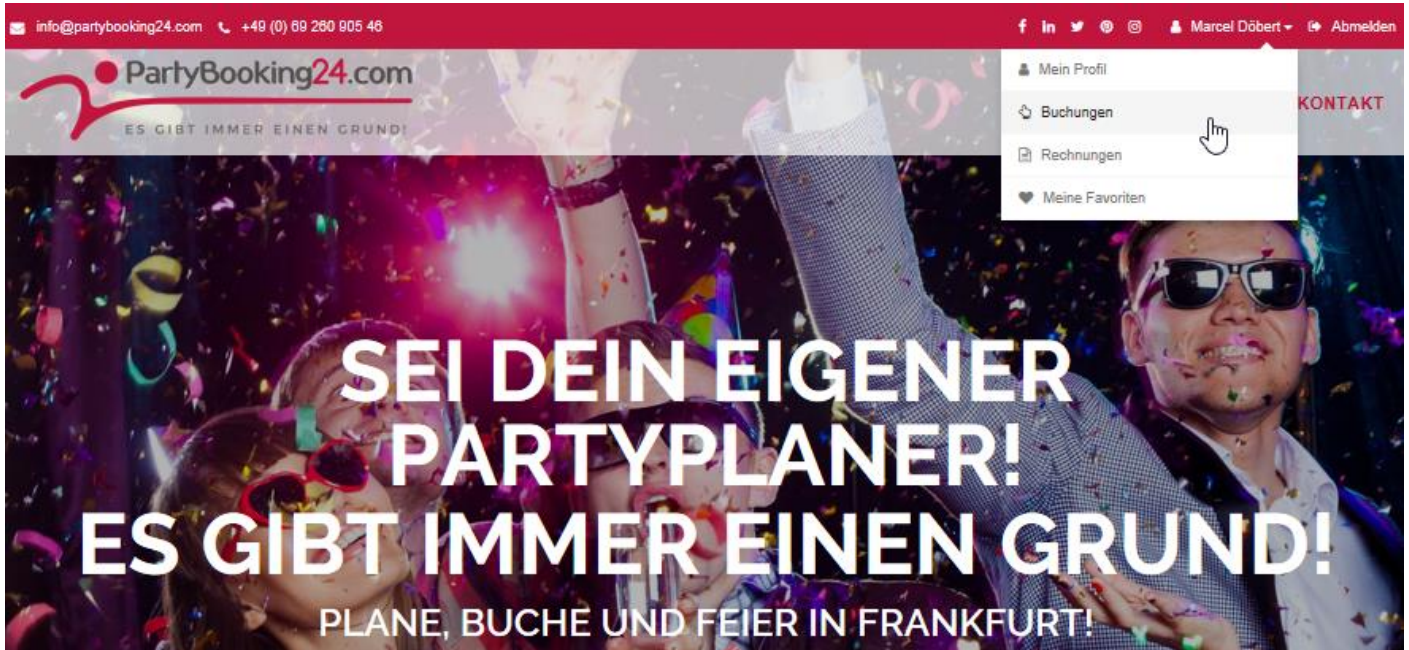 info@partybooking24.com +49 (0) 69 260 905 46 Marcel Döbert Abmelden
PartyBooking24.com
ES GIBT IMMER EINEN GRUND!
Mein Profil
Buchungen
Rechnungen
Meine Favoriten
KONTAKT
SEI DEIN EIGENER
PARTYPLANER!
ES GIBT IMMER EINEN GRUND!
PLANE, BUCHE UND FEIER IN FRANKFURT!